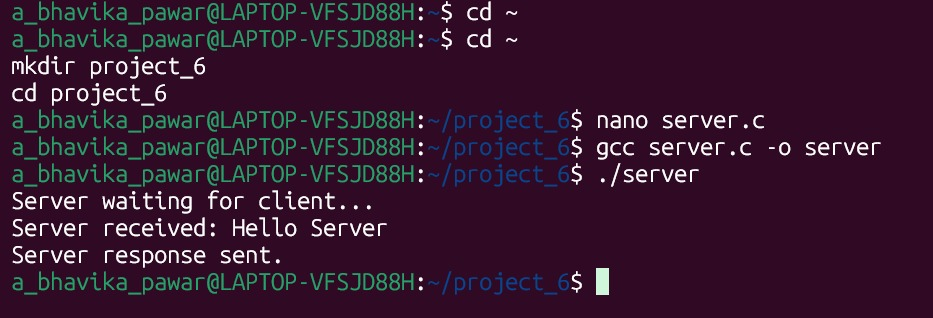 a_bhavika_pawar@LAPTOP-VFSJD88H:~$ cd ~
a_bhavika_pawar@LAPTOP-VFSJD88H:~$ cd ~
mkdir project_6
cd project_6
a_bhavika_pawar@LAPTOP-VFSJD88H:~/project_6$ nano server.c
a_bhavika_pawar@LAPTOP-VFSJD88H:~/project_6$ gcc server.c -o server
a_bhavika_pawar@LAPTOP-VFSJD88H:~/project_6$ ./server
Server waiting for client...
Server received: Hello Server
Server response sent.
a_bhavika_pawar@LAPTOP-VFSJD88H:~/project_6$